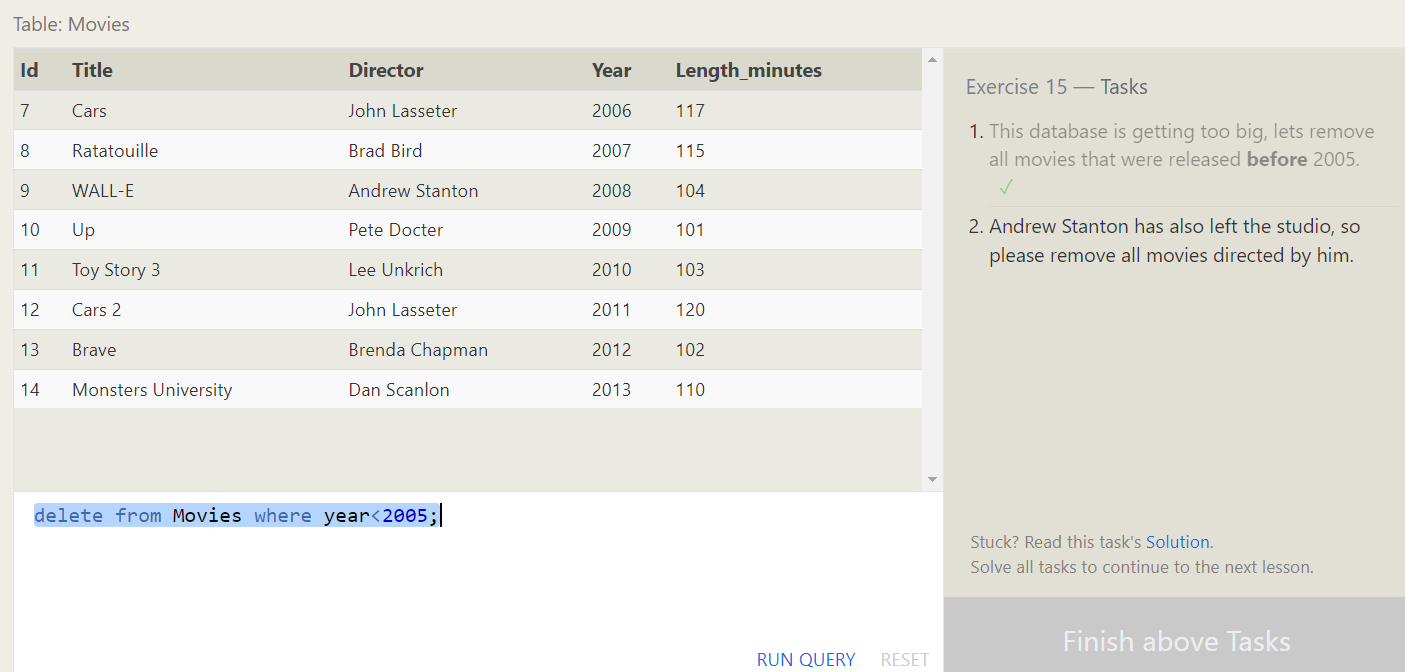 Table: Movies
Id Title Director Year Length_minutes
7 Cars John Lasseter 2006 117
8 Ratatouille Brad Bird 2007 115
9 WALL-E Andrew Stanton 2008 104
10 Up Pete Docter 2009 101
11 Toy Story 3 Lee Unkrich 2010 103
12 Cars 2 John Lasseter 2011 120
13 Brave Brenda Chapman 2012 102
14 Monsters University Dan Scanlon 2013 110
delete from Movies where year<2005;
RUN QUERY RESET
Exercise 15 — Tasks
1. This database is getting too big, lets remove
all movies that were released before 2005.
✓
2. Andrew Stanton has also left the studio, so
please remove all movies directed by him.
Stuck? Read this task's Solution.
Solve all tasks to continue to the next lesson.
Finish above Tasks